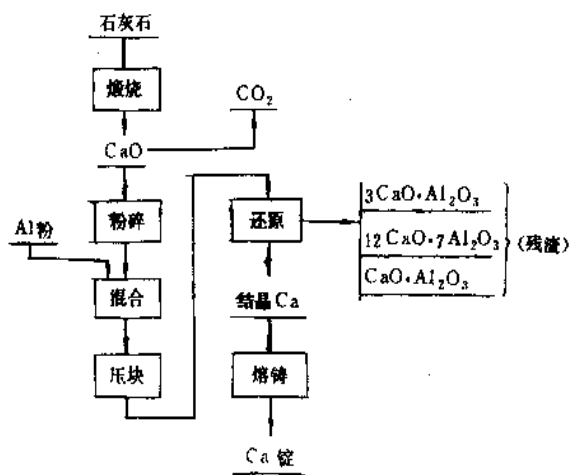 石灰石
煅烧
CO₂
CaO
粉碎
还原
3CaO·Al₂O₃
12CaO·7Al₂O₃
CaO·Al₂O₃
(残渣)
Al粉
混合
结晶Ca
压块
熔铸
Ca锭